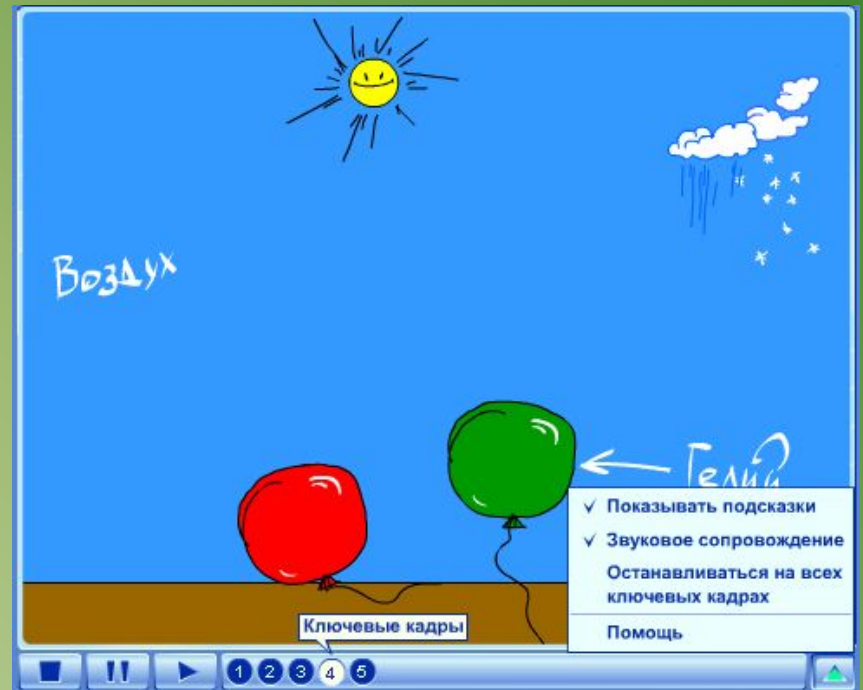 Воздух
Гелий
Показывать подсказки
Звуковое сопровождение
Останавливаться на всех
ключевых кадрах
Помощь
Ключевые кадры
1 2 3 4 5